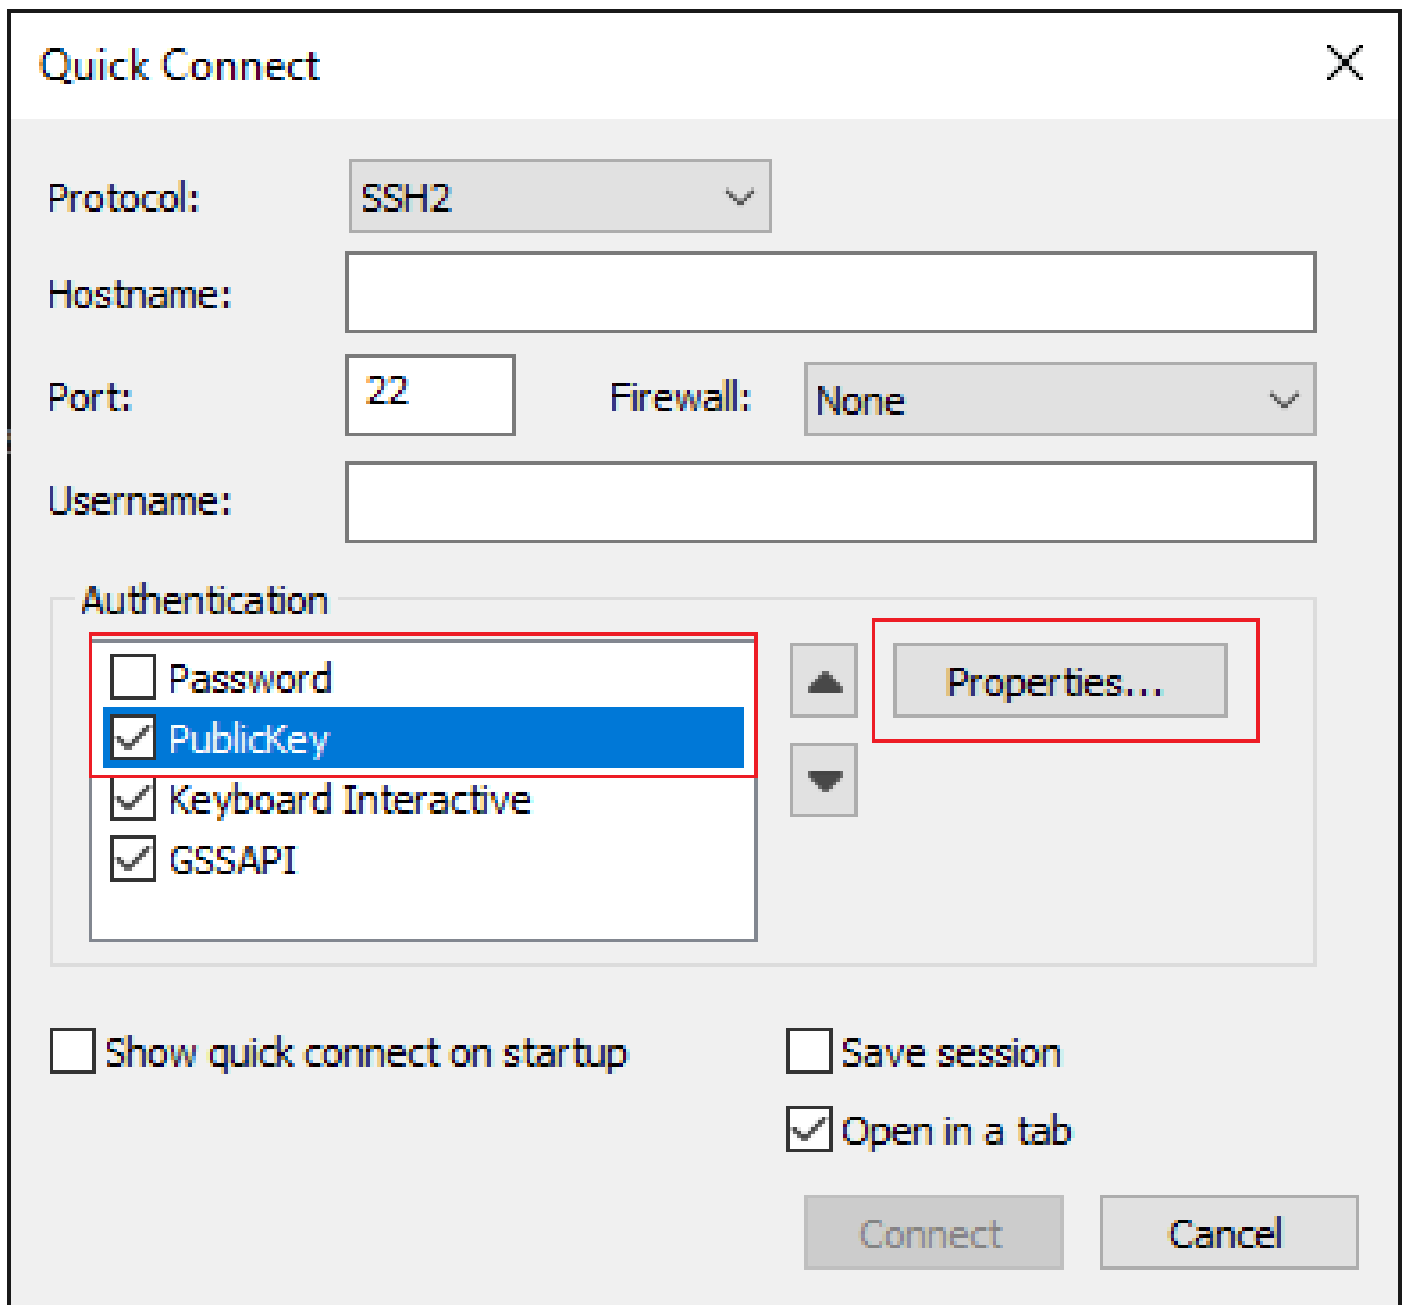 Quick Connect
Protocol: SSH2
Hostname:
Port: 22 Firewall: None
Username:
Authentication
Password
PublicKey
Keyboard Interactive
GSSAPI
Properties...
Show quick connect on startup
Save session
Open in a tab
Connect Cancel